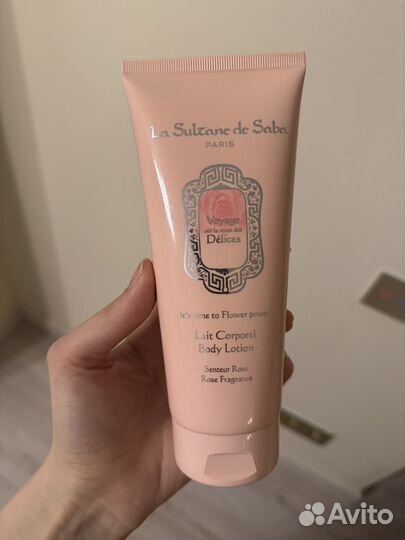 La Sultane de Saba
PARIS
Voyage
sur la route des
Délices
It's time to Flower power
Lait Corporel
Body Lotion
Senteur Rose
Rose Fragrance
Avito